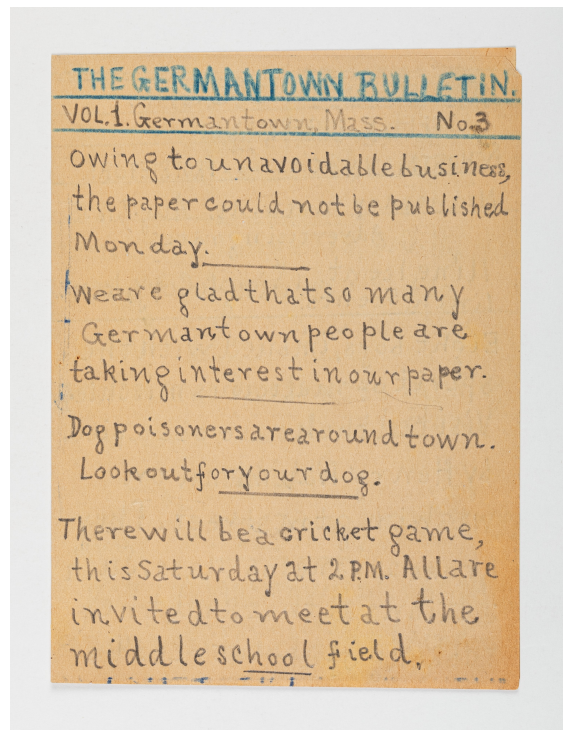 THE GERMANTOWN BULLETIN.
VOL.1. Germantown, Mass. No.3
Owing to unavoidable business,
the paper could not be published
Monday.
We are glad that so many
Germantown people are
taking interest in our paper.
Dog poisoners are around town.
Look out for your dog.
There will be a cricket game,
this Saturday at 2 P.M. All are
invited to meet at the
middle school field.